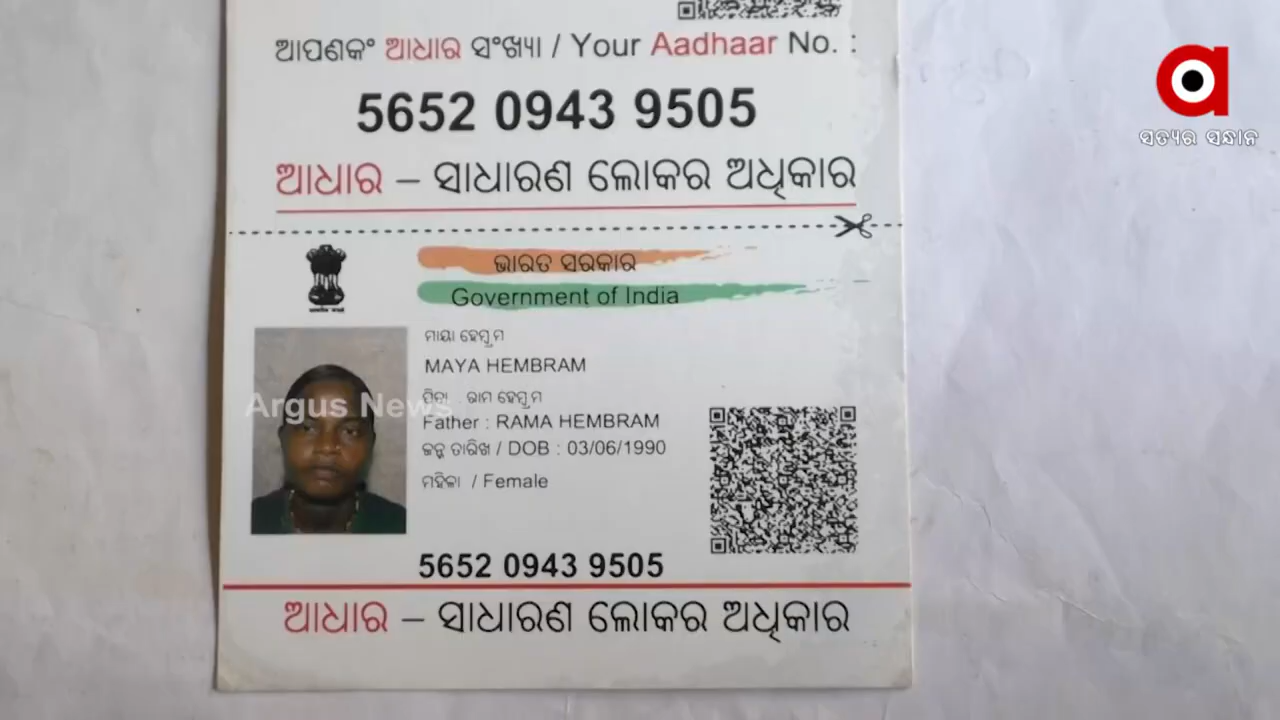 ଆପଣଙ୍କ ଆଧାର ସଂଖ୍ୟା / Your Aadhaar No. :
5652 0943 9505
ଆଧାର – ସାଧାରଣ ଲୋକର ଅଧିକାର
ଭାରତ ସରକାର
Government of India
ମାୟା ହେମ୍ବ୍ରମ
MAYA HEMBRAM
ପିତା ରାମ ହେମ୍ବ୍ରମ
Father : RAMA HEMBRAM
ଜନ୍ମ ତାରିଖ / DOB : 03/06/1990
ମହିଳା / Female
5652 0943 9505
ଆଧାର – ସାଧାରଣ ଲୋକର ଅଧିକାର
Argus News
ସତ୍ୟର ସନ୍ଧାନ